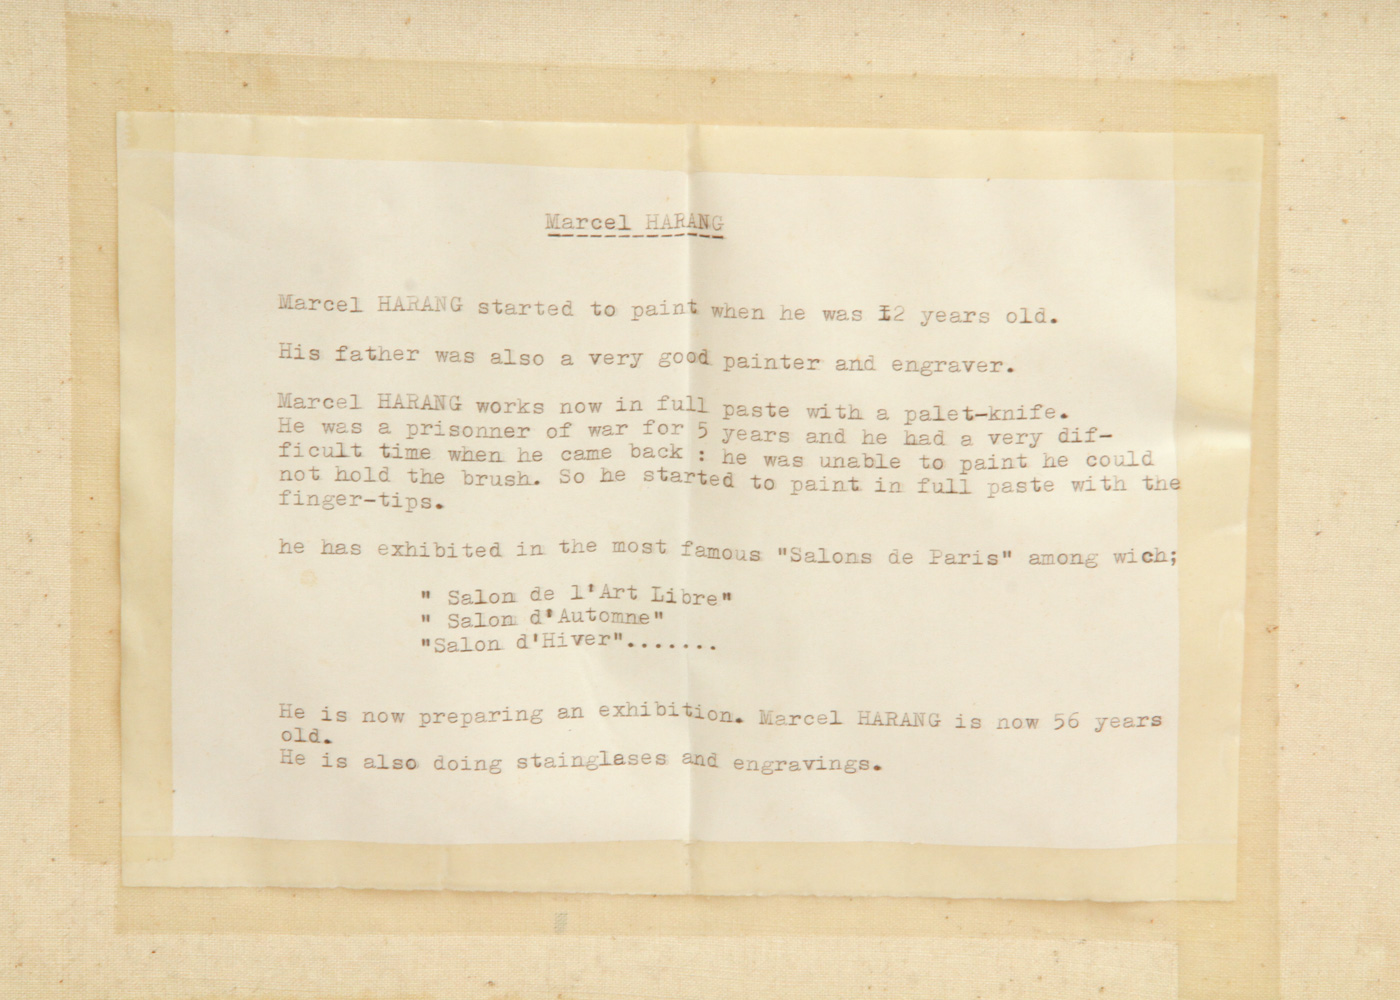 Marcel HARANG
Marcel HARANG started to paint when he was I2 years old.
His father was also a very good painter and engraver.
Marcel HARANG works now in full paste with a palet-knife.
He was a prisonner of war for 5 years and he had a very dif-
ficult time when he came back : he was unable to paint he could
not hold the brush. So he started to paint in full paste with the
finger-tips.
he has exhibited in the most famous "Salons de Paris" among wich;
" Salon de l'Art Libre"
" Salon d'Automne"
"Salon d'Hiver".......
He is now preparing an exhibition. Marcel HARANG is now 56 years
old.
He is also doing stainglases and engravings.